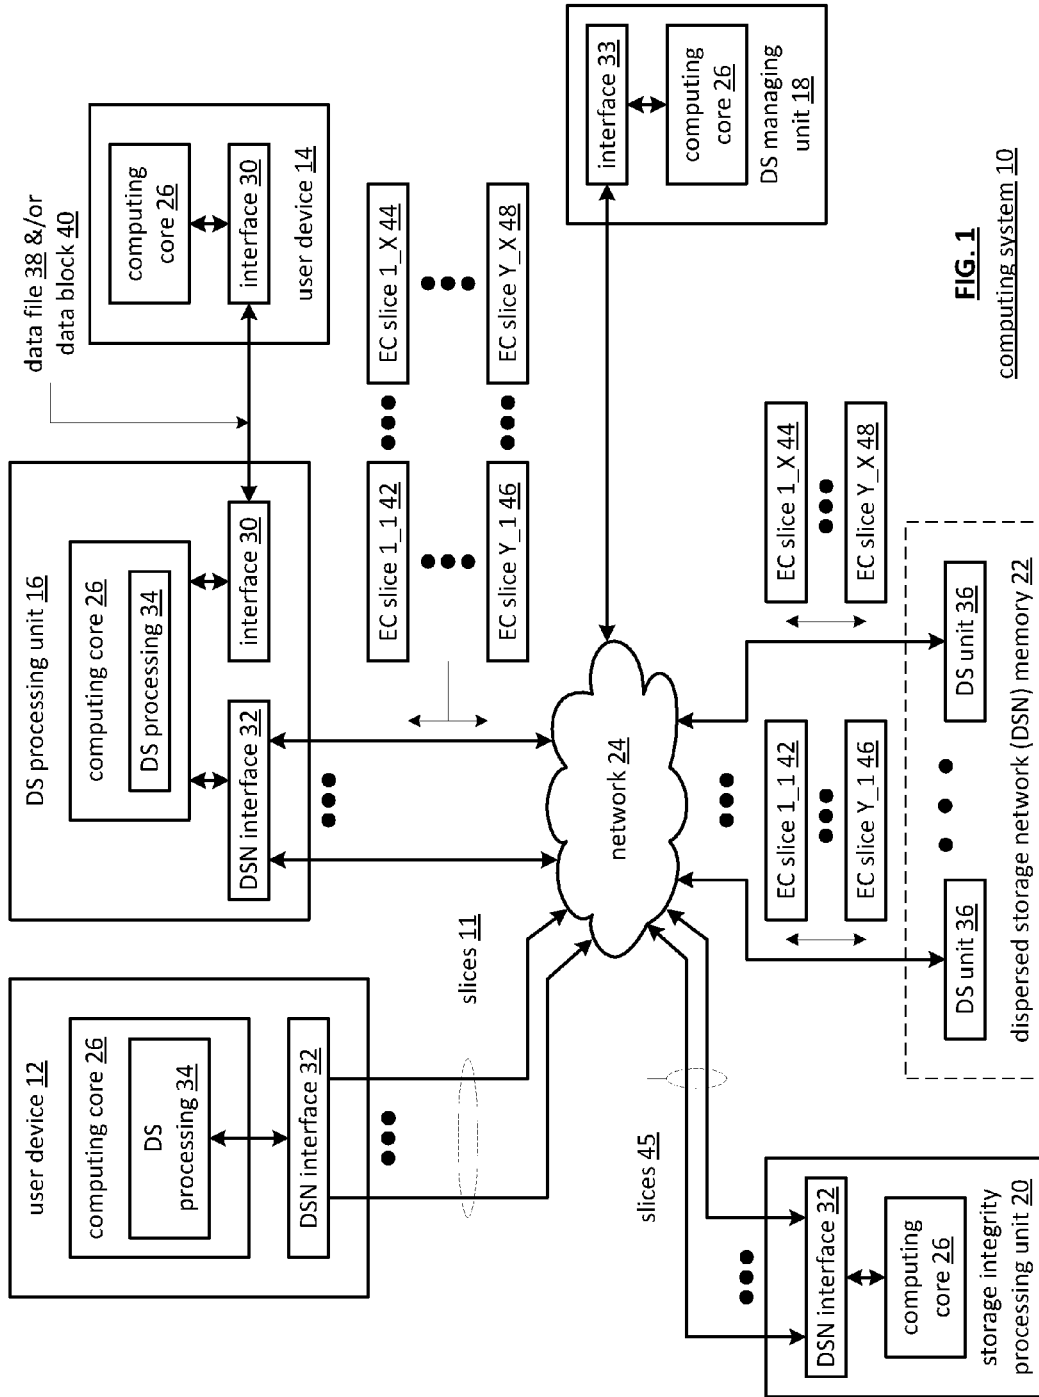 user device 12
computing core 26
DS
processing 34
DSN interface 32
slices 11
DS processing unit 16
computing core 26
DS processing 34
DSN interface 32
interface 30
data file 38 &/or
data block 40
computing
core 26
interface 30
user device 14
EC slice 1_1 42
EC slice 1_X 44
EC slice Y_1 46
EC slice Y_X 48
network 24
interface 33
computing
core 26
DS managing
unit 18
slices 45
DSN interface 32
computing
core 26
storage integrity
processing unit 20
EC slice 1_1 42
EC slice Y_1 46
EC slice 1_X 44
EC slice Y_X 48
DS unit 36
DS unit 36
dispersed storage network (DSN) memory 22
FIG. 1
computing system 10